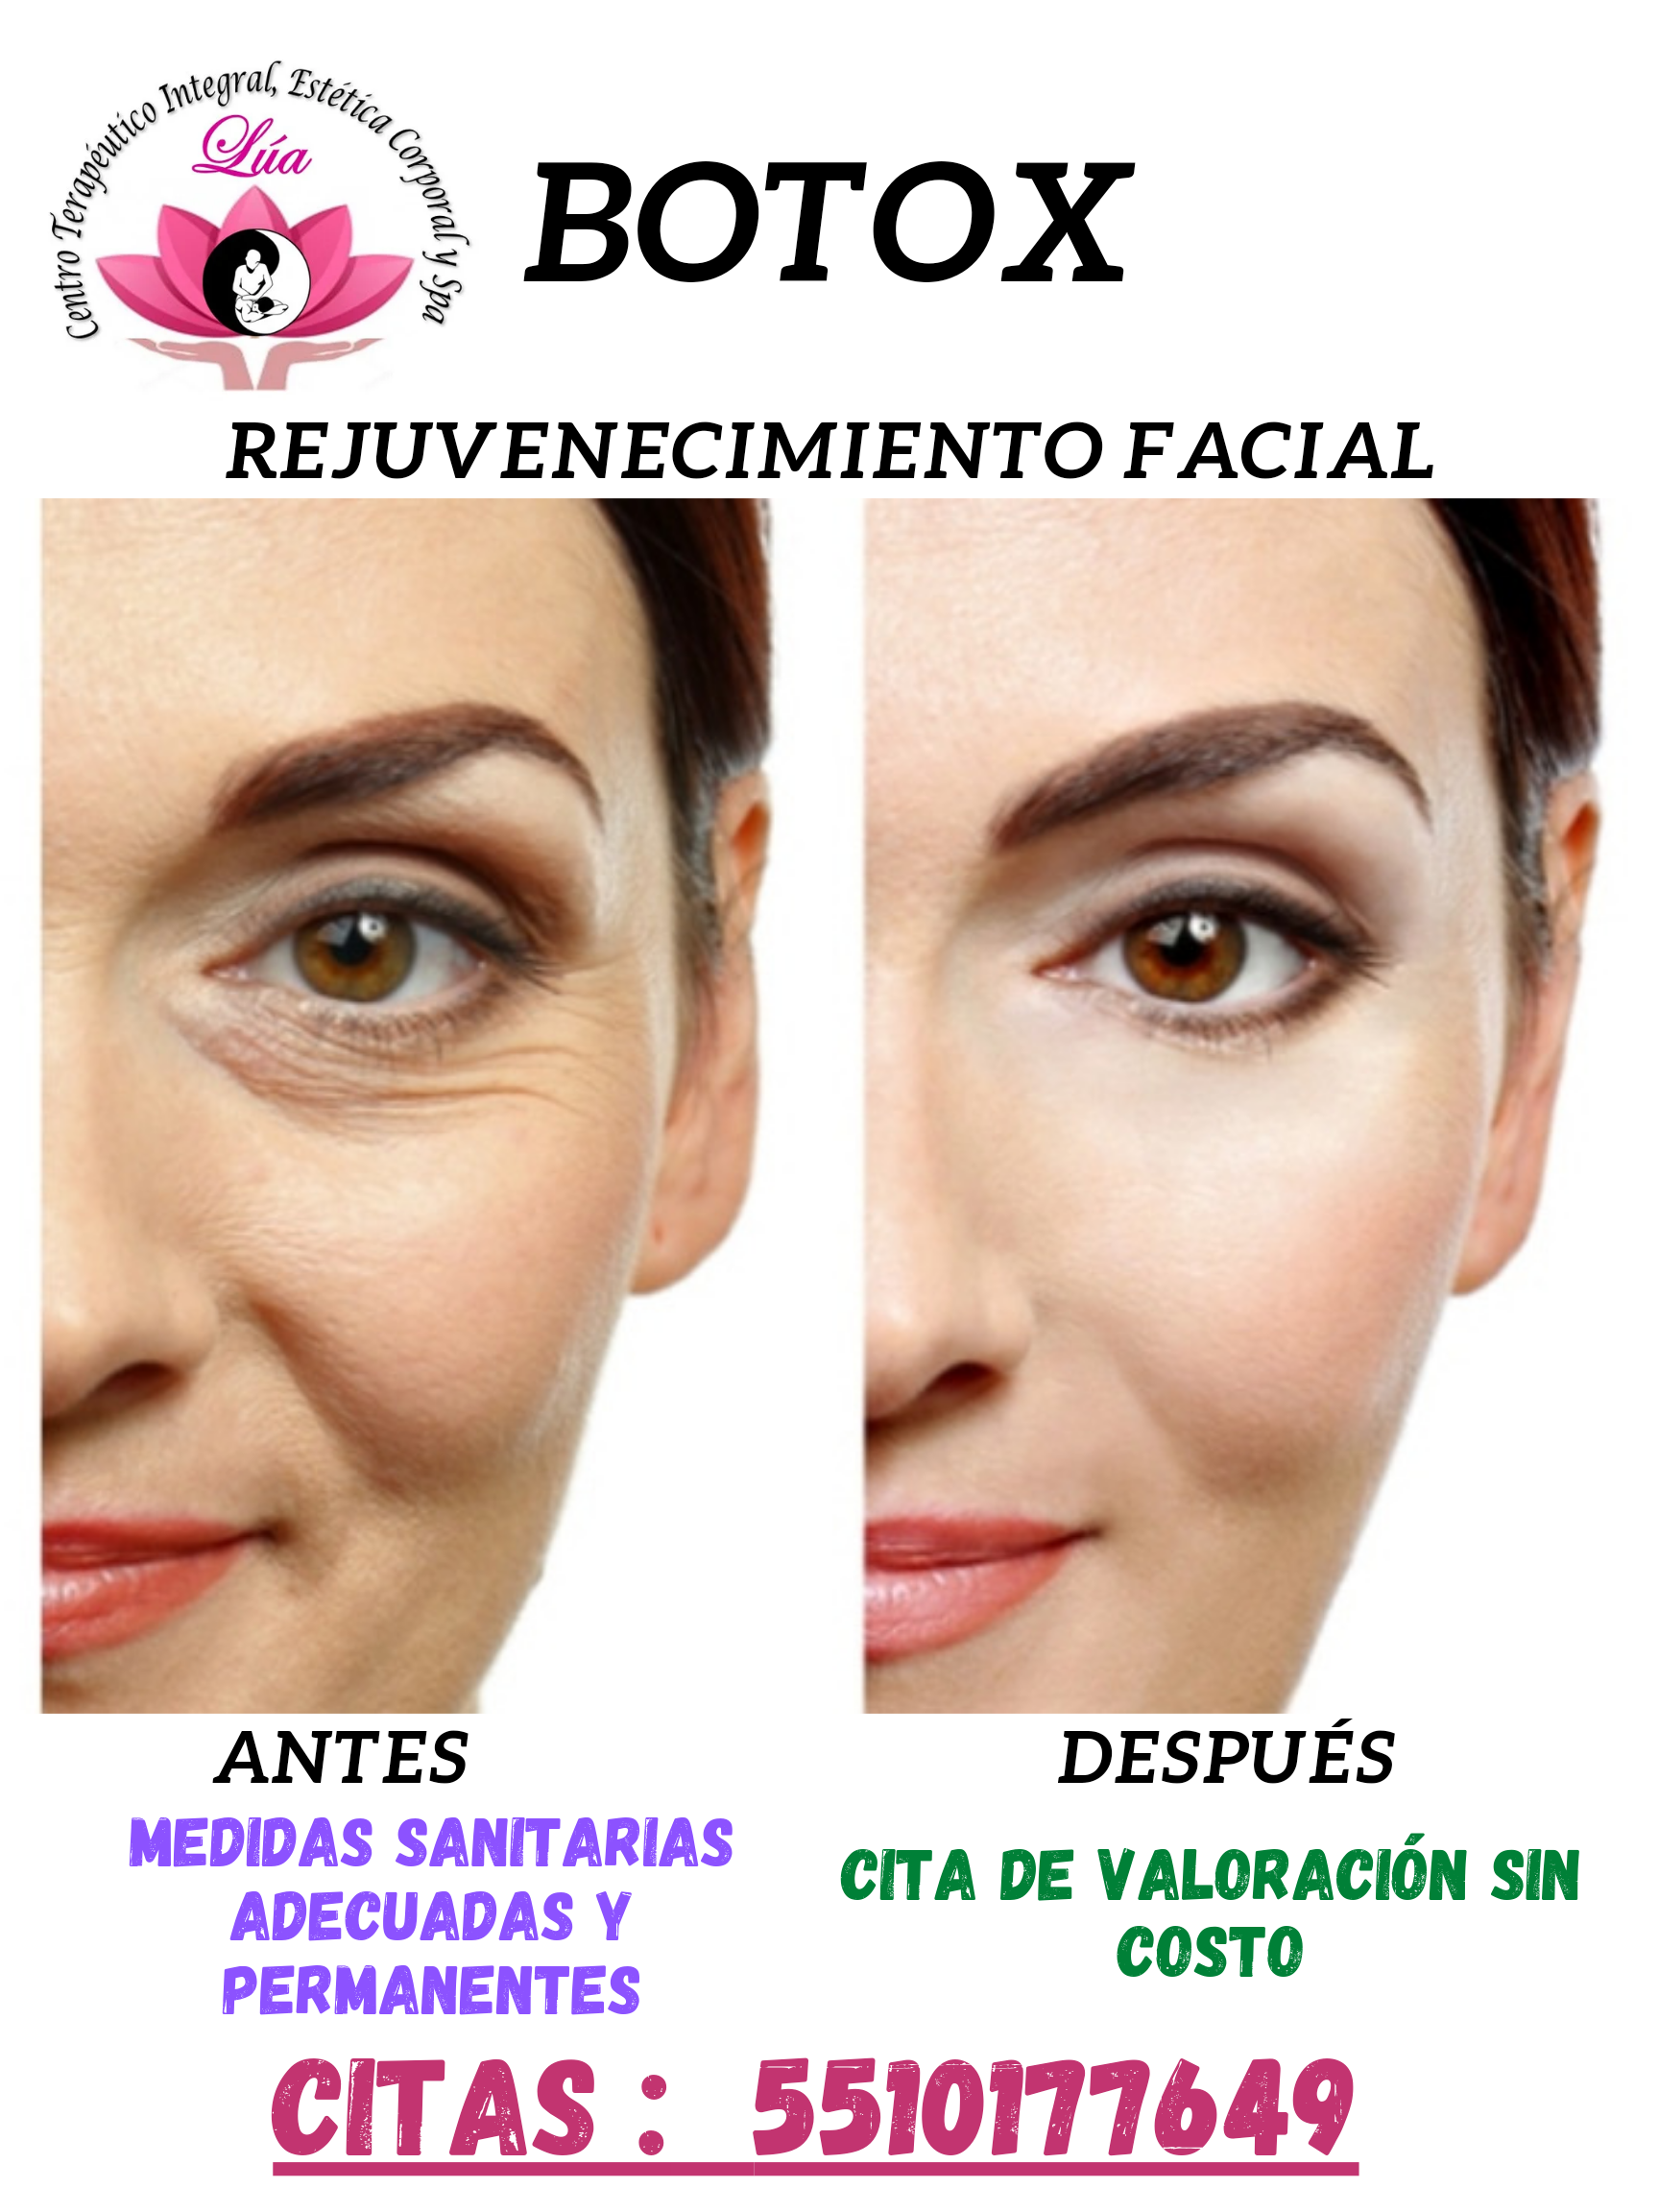 Centro Terapéutico Integral, Estética Corporal y Spa
Lúa
BOTOX
REJUVENECIMIENTO FACIAL
ANTES
DESPUÉS
MEDIDAS SANITARIAS
ADECUADAS Y
PERMANENTES
CITA DE VALORACIÓN SIN
COSTO
CITAS : 5510177649